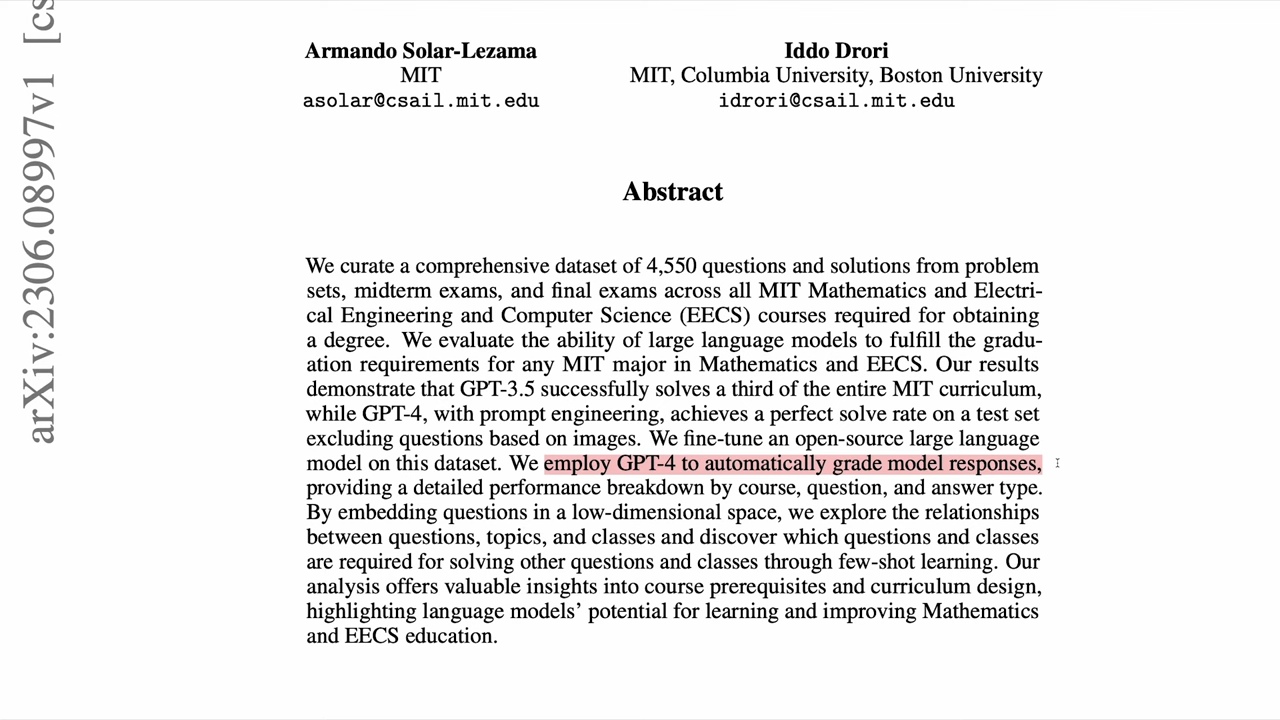 arXiv:2306.08997v1 [cs
Armando Solar-Lezama
MIT
asolar@csail.mit.edu
Iddo Drori
MIT, Columbia University, Boston University
idrori@csail.mit.edu
Abstract
We curate a comprehensive dataset of 4,550 questions and solutions from problem
sets, midterm exams, and final exams across all MIT Mathematics and Electri-
cal Engineering and Computer Science (EECS) courses required for obtaining
a degree. We evaluate the ability of large language models to fulfill the gradu-
ation requirements for any MIT major in Mathematics and EECS. Our results
demonstrate that GPT-3.5 successfully solves a third of the entire MIT curriculum,
while GPT-4, with prompt engineering, achieves a perfect solve rate on a test set
excluding questions based on images. We fine-tune an open-source large language
model on this dataset. We employ GPT-4 to automatically grade model responses,
providing a detailed performance breakdown by course, question, and answer type.
By embedding questions in a low-dimensional space, we explore the relationships
between questions, topics, and classes and discover which questions and classes
are required for solving other questions and classes through few-shot learning. Our
analysis offers valuable insights into course prerequisites and curriculum design,
highlighting language models’ potential for learning and improving Mathematics
and EECS education.